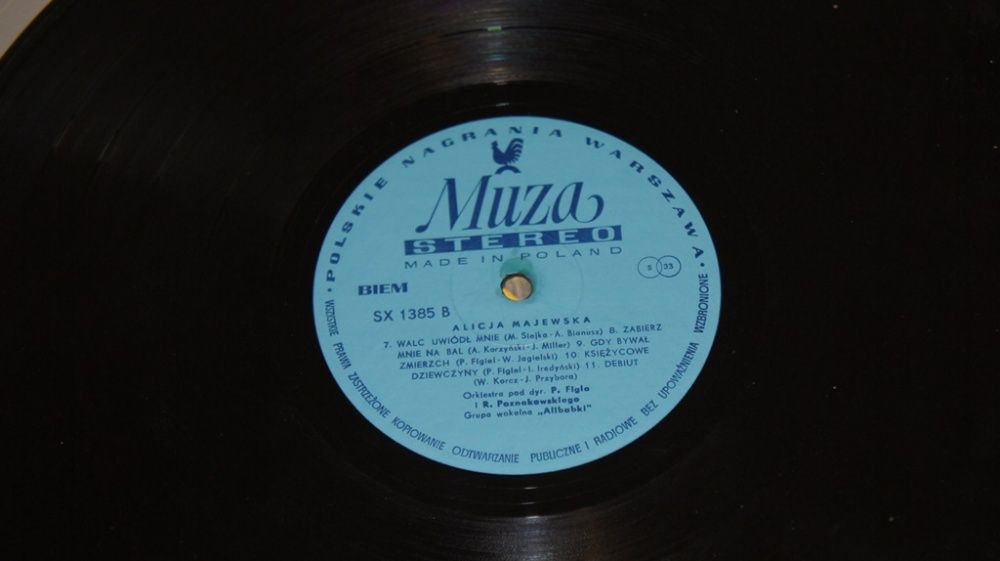 • POLSKIE NAGRANIA WARSZAWA •
Muza
STEREO
MADE IN POLAND
BIEM
S 33
SX 1385 B
ALICJA MAJEWSKA
7. WALC UWIÓDŁ MNIE (M. Siejka - A. Bianusz) 8. ZABIERZ
MNIE NA BAL (A. Korzyński - J. Miller) 9. GDY BYWAŁ
ZMIERZCH (P. Figiel - W. Jagielski) 10. KSIĘŻYCOWE
DZIEWCZYNY (P. Figiel - I. Iredyński) 11. DEBIUT
(W. Korcz - J. Przybora)
Orkiestra pod dyr. P. Figla
i R. Poznakowskiego
Grupa wokalna „Alibabki"
WSZELKIE PRAWA ZASTRZEŻONE KOPIOWANIE ODTWARZANIE PUBLICZNE I RADIOWE BEZ UPOWAŻNIENIA WZBRONIONE